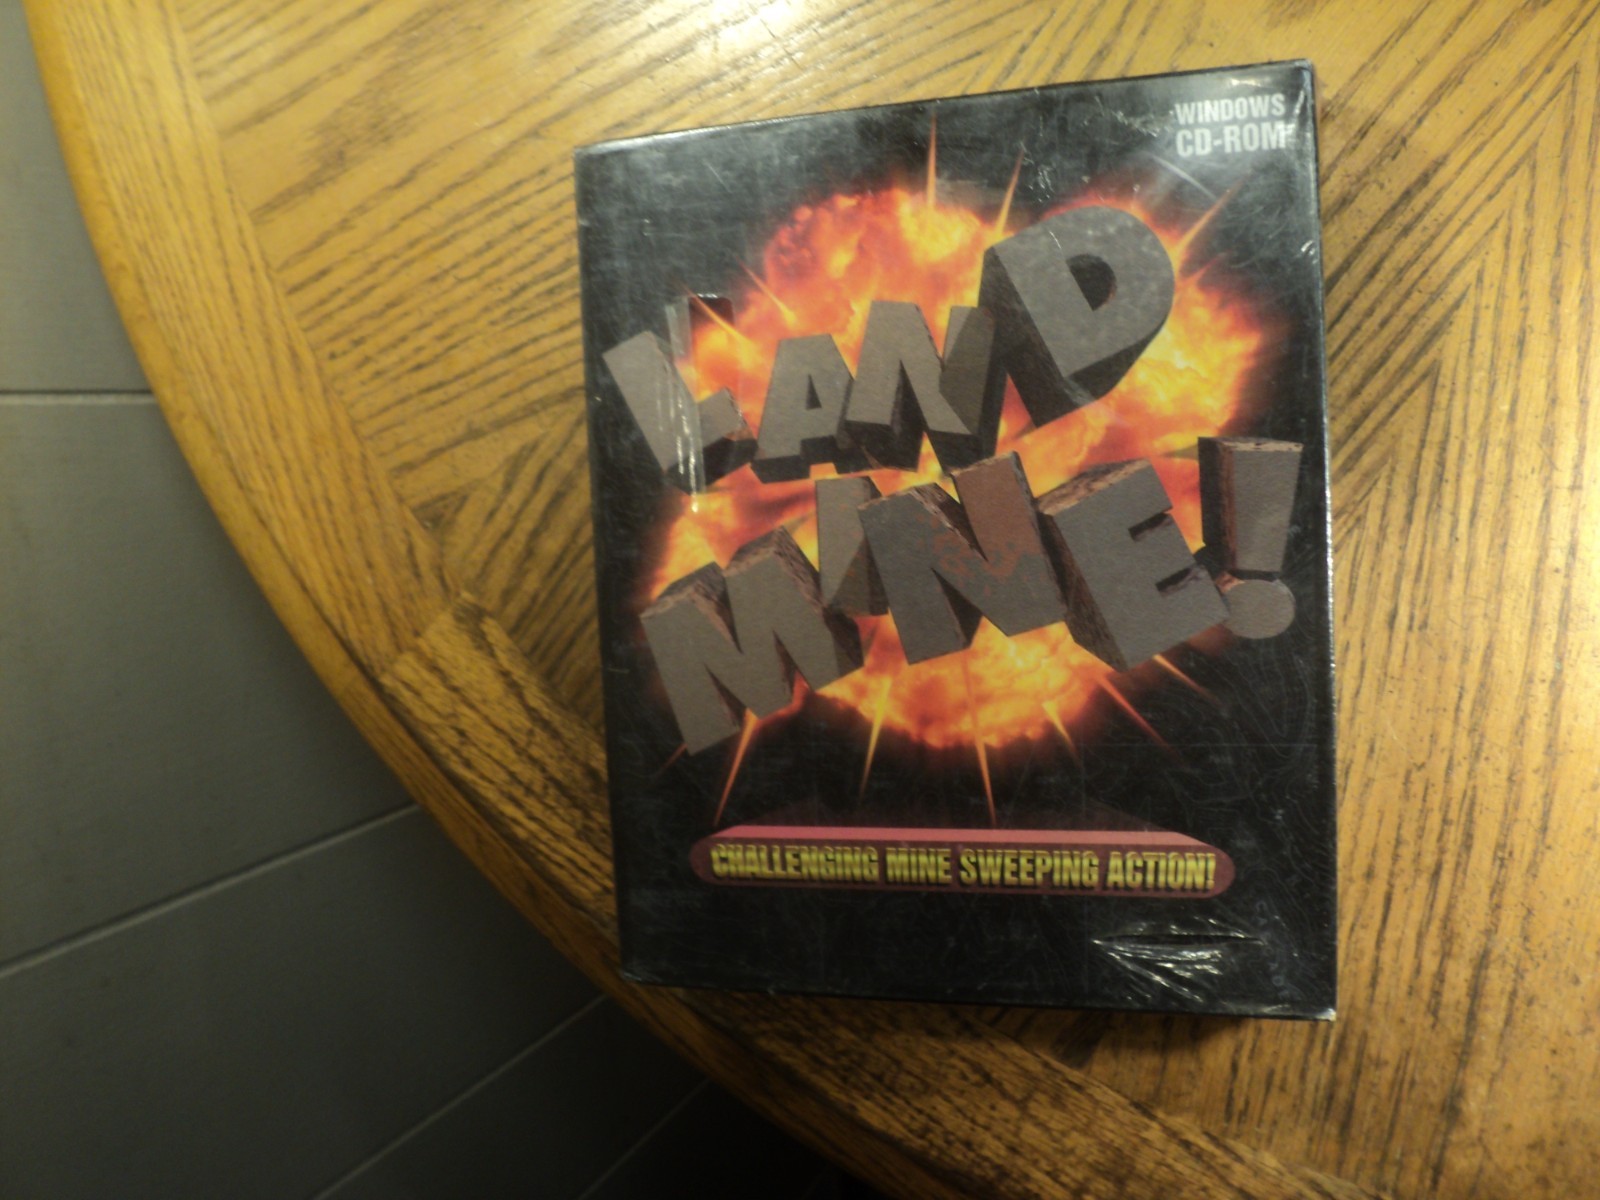 WINDOWS
CD-ROM
LAND
MINE!
CHALLENGING MINE SWEEPING ACTION!